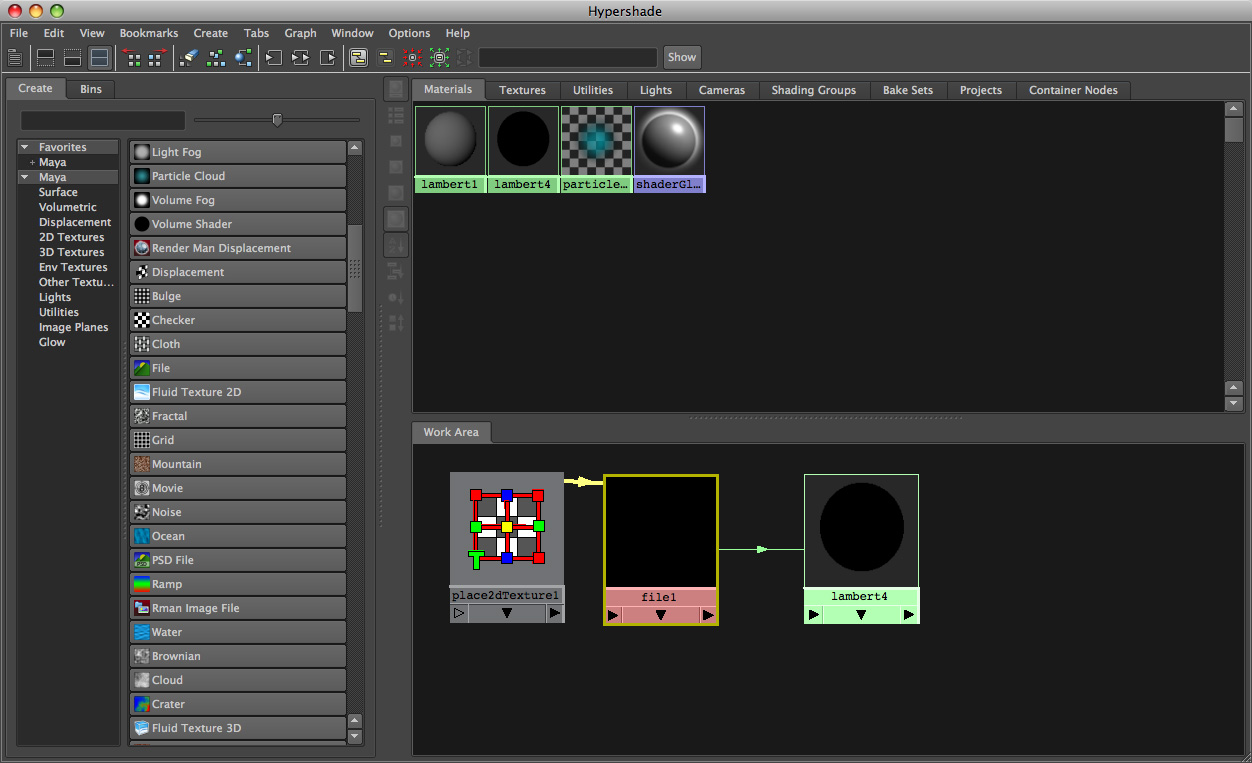 Hypershade
File Edit View Bookmarks Create Tabs Graph Window Options Help
Show
Create Bins
Favorites
+ Maya
Maya
Surface
Volumetric
Displacement
2D Textures
3D Textures
Env Textures
Other Textu...
Lights
Utilities
Image Planes
Glow
Light Fog
Particle Cloud
Volume Fog
Volume Shader
Render Man Displacement
Displacement
Bulge
Checker
Cloth
File
Fluid Texture 2D
Fractal
Grid
Mountain
Movie
Noise
Ocean
PSD File
Ramp
Rman Image File
Water
Brownian
Cloud
Crater
Fluid Texture 3D
Materials Textures Utilities Lights Cameras Shading Groups Bake Sets Projects Container Nodes
lambert1 lambert4 particle... shaderGl...
Work Area
place2dTexture1
file1
lambert4